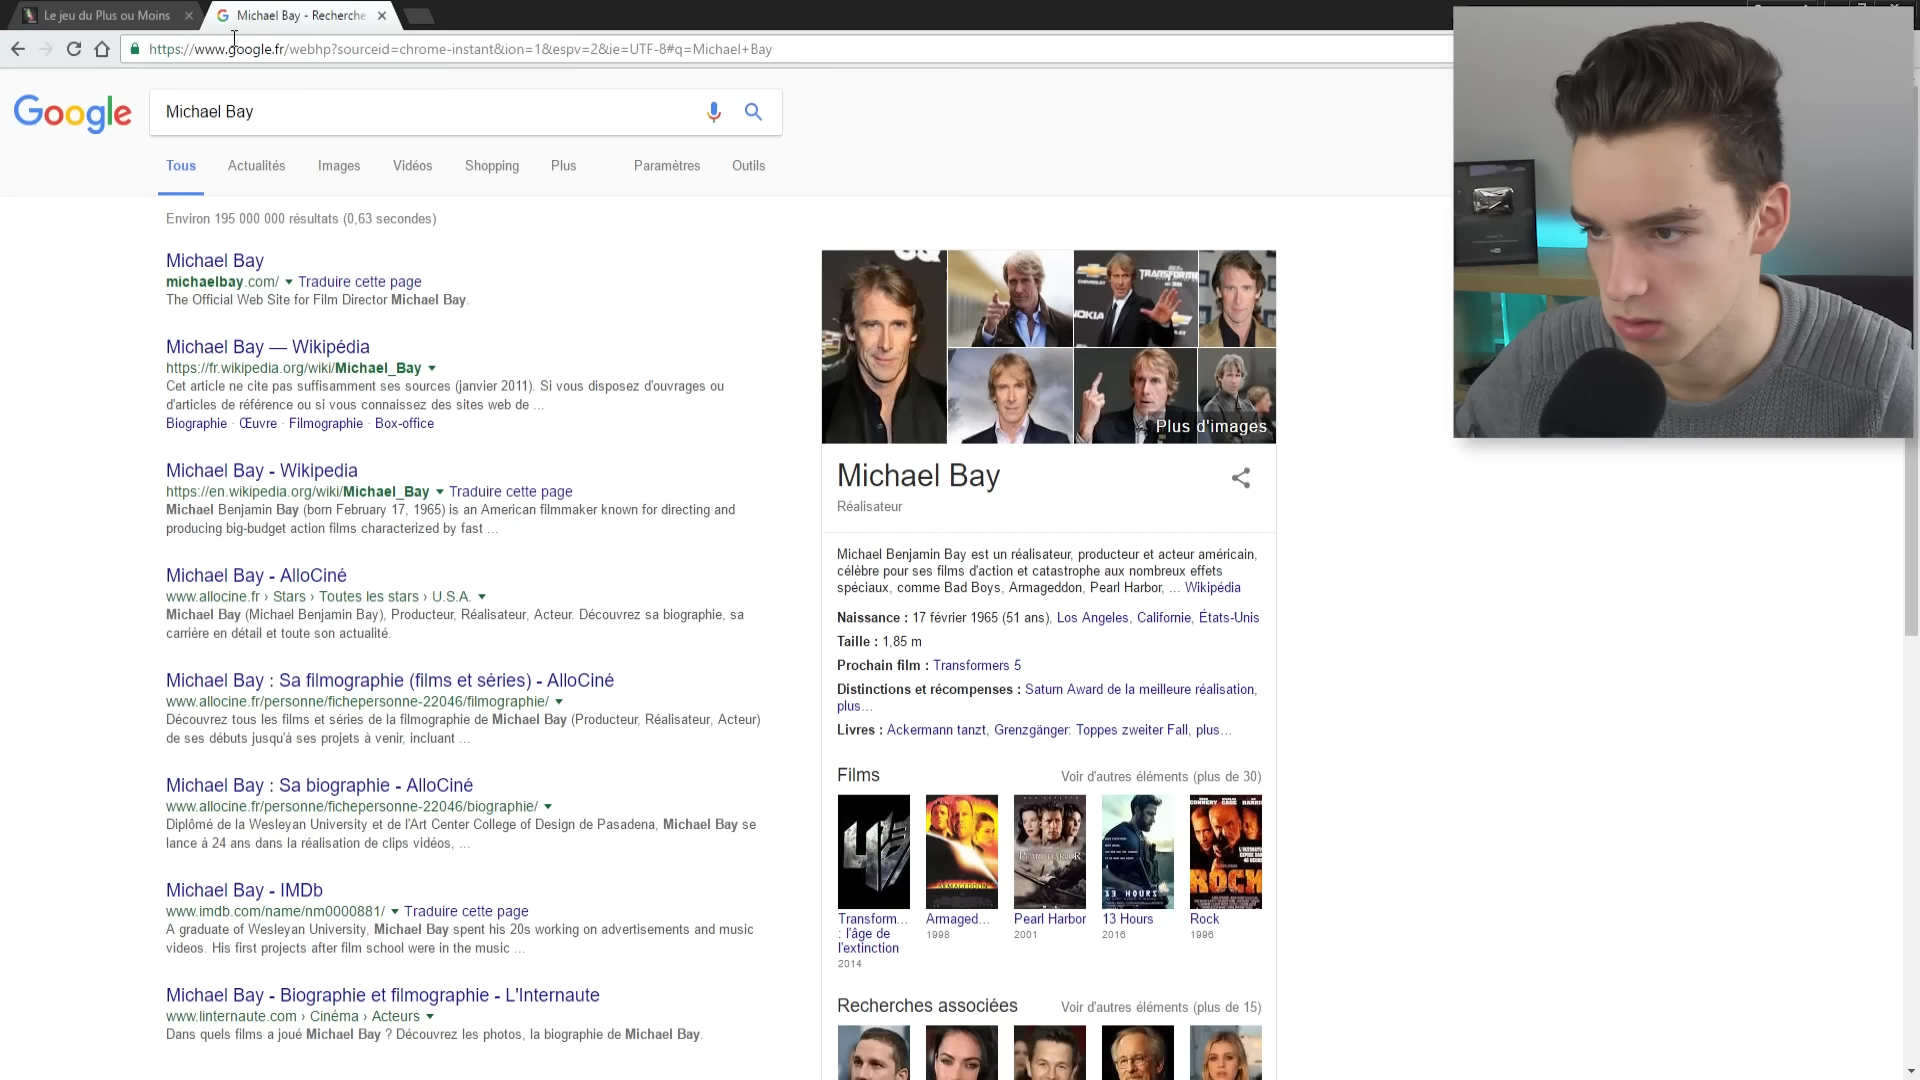 Le jeu du Plus ou Moins
Michael Bay - Recherche
https://www.google.fr/webhp?sourceid=chrome-instant&ion=1&espv=2&ie=UTF-8#q=Michael+Bay
Google
Michael Bay
Tous Actualités Images Vidéos Shopping Plus Paramètres Outils
Environ 195 000 000 résultats (0,63 secondes)
Michael Bay
michaelbay.com/ Traduire cette page
The Official Web Site for Film Director Michael Bay.
Michael Bay — Wikipédia
https://fr.wikipedia.org/wiki/Michael_Bay
Cet article ne cite pas suffisamment ses sources (janvier 2011). Si vous disposez d'ouvrages ou
d'articles de référence ou si vous connaissez des sites web de ...
Biographie · Œuvre · Filmographie · Box-office
Michael Bay - Wikipedia
https://en.wikipedia.org/wiki/Michael_Bay Traduire cette page
Michael Benjamin Bay (born February 17, 1965) is an American filmmaker known for directing and
producing big-budget action films characterized by fast ...
Michael Bay - AlloCiné
www.allocine.fr › Stars › Toutes les stars › U.S.A.
Michael Bay (Michael Benjamin Bay), Producteur, Réalisateur, Acteur. Découvrez sa biographie, sa
carrière en détail et toute son actualité.
Michael Bay : Sa filmographie (films et séries) - AlloCiné
www.allocine.fr/personne/fichepersonne-22046/filmographie/
Découvrez tous les films et séries de la filmographie de Michael Bay (Producteur, Réalisateur, Acteur)
de ses débuts jusqu'à ses projets à venir, incluant ...
Michael Bay : Sa biographie - AlloCiné
www.allocine.fr/personne/fichepersonne-22046/biographie/
Diplômé de la Wesleyan University et de l'Art Center College of Design de Pasadena, Michael Bay se
lance à 24 ans dans la réalisation de clips vidéos, ...
Michael Bay - IMDb
www.imdb.com/name/nm0000881/ Traduire cette page
A graduate of Wesleyan University, Michael Bay spent his 20s working on advertisements and music
videos. His first projects after film school were in the music ...
Michael Bay - Biographie et filmographie - L'Internaute
www.linternaute.com › Cinéma › Acteurs
Dans quels films a joué Michael Bay ? Découvrez les photos, la biographie de Michael Bay.
GQ
CHEVROLET
TRANSFORME
NOKIA
Plus d'images
Michael Bay
Réalisateur
Michael Benjamin Bay est un réalisateur, producteur et acteur américain,
célèbre pour ses films d'action et catastrophe aux nombreux effets
spéciaux, comme Bad Boys, Armageddon, Pearl Harbor, ... Wikipédia
Naissance : 17 février 1965 (51 ans), Los Angeles, Californie, États-Unis
Taille : 1,85 m
Prochain film : Transformers 5
Distinctions et récompenses : Saturn Award de la meilleure réalisation,
plus…
Livres : Ackermann tanzt, Grenzgänger: Toppes zweiter Fall, plus…
Films Voir d'autres éléments (plus de 30)
ARMAGEDDON
PEARL HARBOR
13 HOURS
CONNERY CAGE
ROCK
Transform... : l'âge de l'extinction 2014
Armaged... 1998
Pearl Harbor 2001
13 Hours 2016
Rock 1996
Recherches associées Voir d'autres éléments (plus de 15)